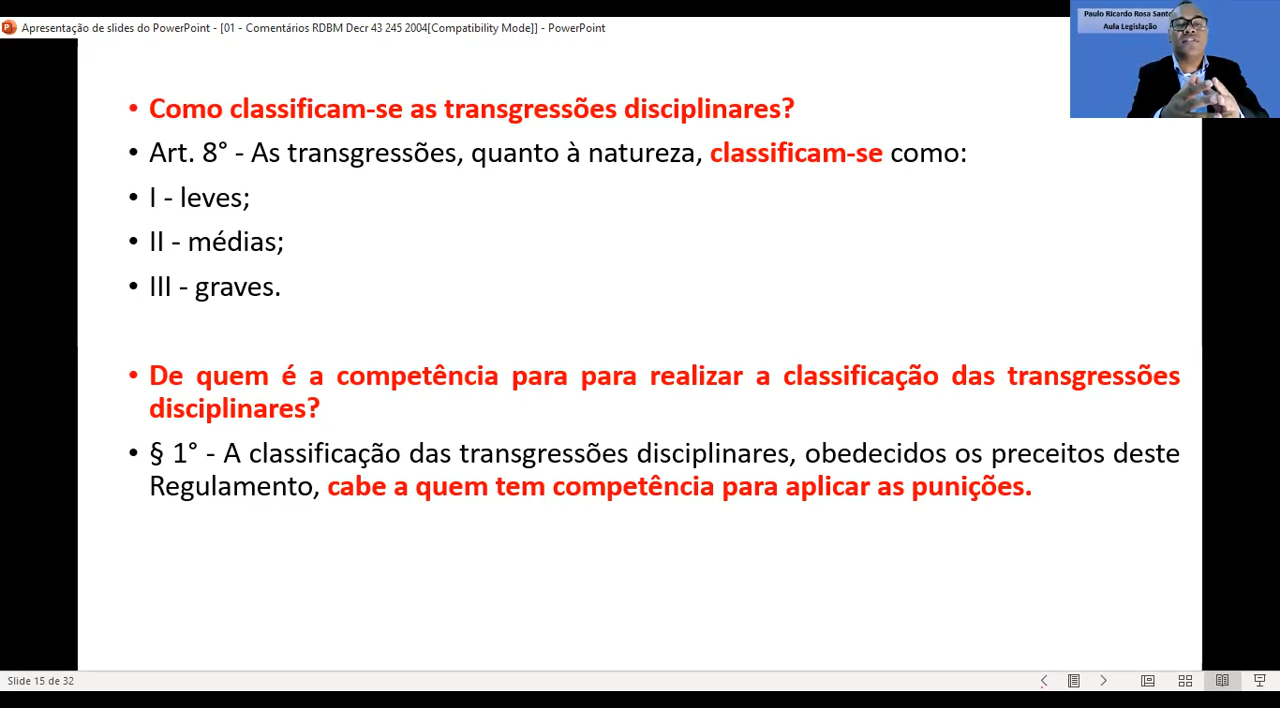 Apresentação de slides do PowerPoint - [01 - Comentários RDBM Decr 43 245 2004[Compatibility Mode]] - PowerPoint
Paulo Ricardo Rosa Santo
Aula Legislação
• Como classificam-se as transgressões disciplinares?
• Art. 8° - As transgressões, quanto à natureza, classificam-se como:
• I - leves;
• II - médias;
• III - graves.
• De quem é a competência para para realizar a classificação das transgressões
disciplinares?
• § 1° - A classificação das transgressões disciplinares, obedecidos os preceitos deste
Regulamento, cabe a quem tem competência para aplicar as punições.
Slide 15 de 32